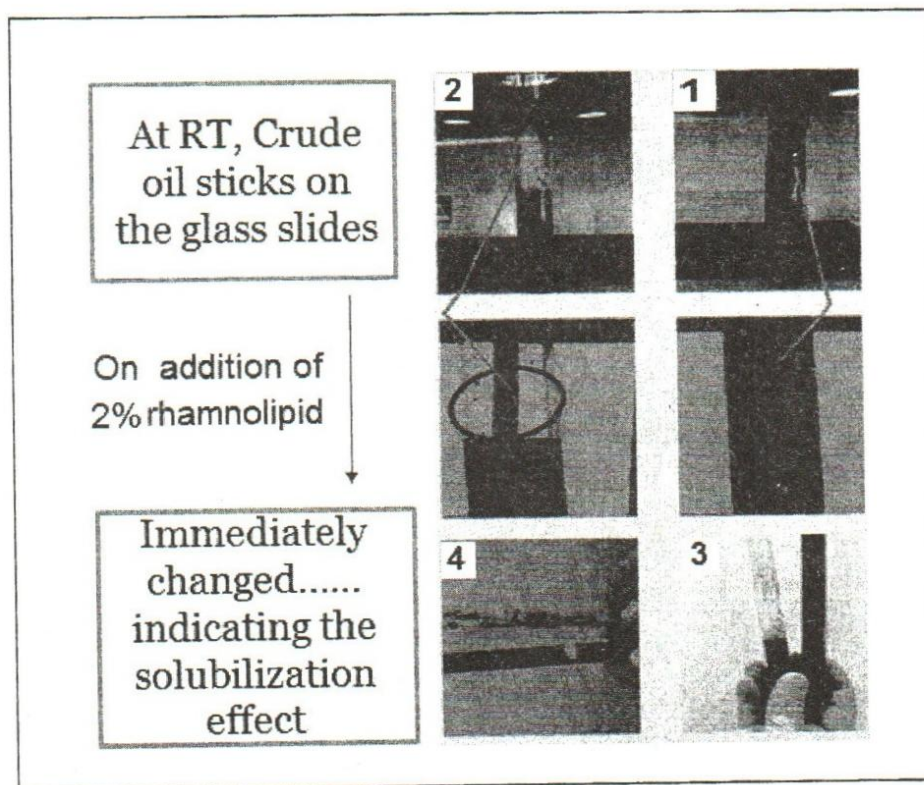 At RT, Crude
oil sticks on
the glass slides
On addition of
2% rhamnolipid
Immediately
changed......
indicating the
solubilization
effect
2
1
4
3